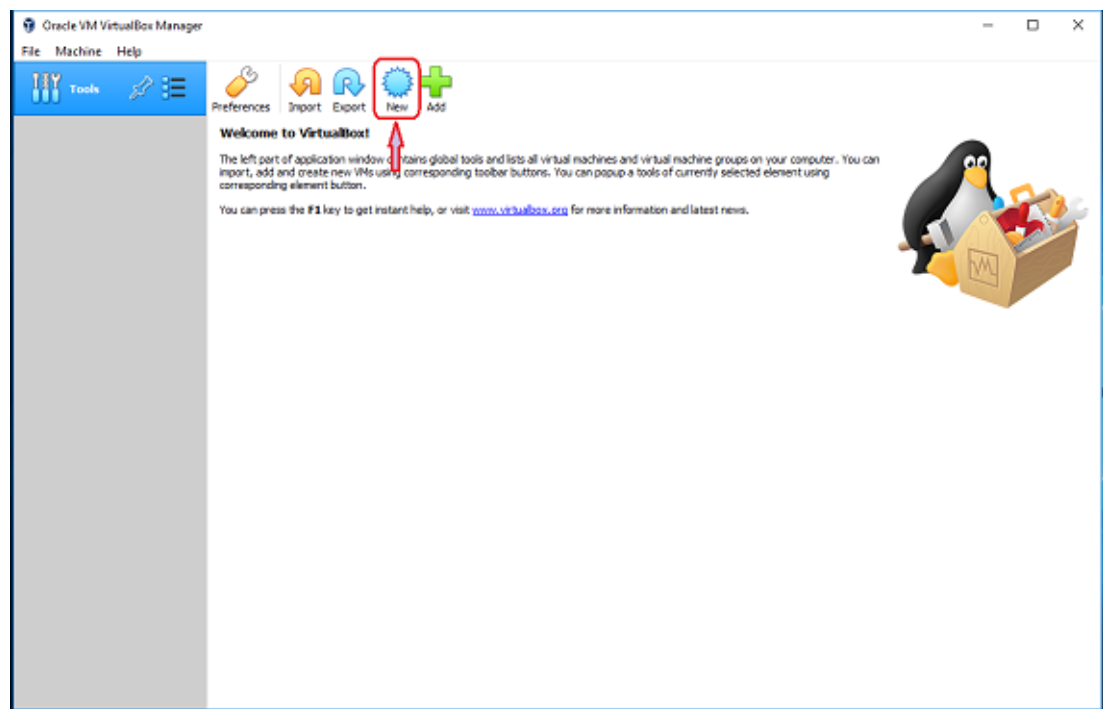 Oracle VM VirtualBox Manager
File Machine Help
Tools
Preferences Import Export New Add
Welcome to VirtualBox!
The left part of application window contains global tools and lists all virtual machines and virtual machine groups on your computer. You can
import, add and create new VMs using corresponding toolbar buttons. You can popup a tools of currently selected element using
corresponding element button.
You can press the F1 key to get instant help, or visit www.virtualbox.org for more information and latest news.